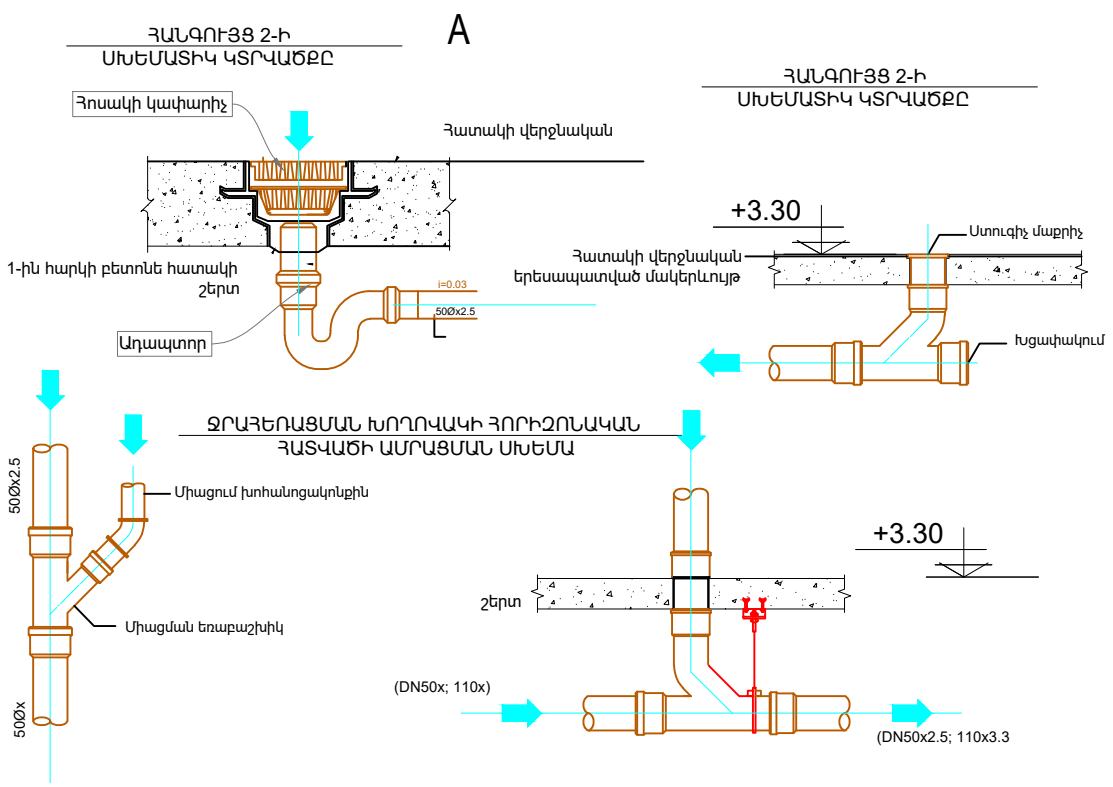 ՀԱՆԳՈՒՅՑ 2-Ի
ՍԽԵՄԱՏԻԿ ԿՏՐՎԱԾՔԸ
A
Հոսակի կափարիչ
Հատակի վերջնական
1-ին հարկի բետոնե հատակի
շերտ
Ադապտոր
i=0.03
50Øx2.5
ՀԱՆԳՈՒՅՑ 2-Ի
ՍԽԵՄԱՏԻԿ ԿՏՐՎԱԾՔԸ
+3.30
Ստուգիչ մաքրիչ
Հատակի վերջնական
երեսապատված մակերևույթ
Խցափակում
ՋՐԱՀԵՌԱՑՄԱՆ ԽՈՂՈՎԱԿԻ ՀՈՐԻԶՈՆԱԿԱՆ
ՀԱՏՎԱԾԻ ԱՄՐԱՑՄԱՆ ՍԽԵՄԱ
50Øx2.5
Միացում խոհանոցակոնքին
Միացման եռաբաշխիկ
50Øx
+3.30
շերտ
(DN50x; 110x)
(DN50x2.5; 110x3.3